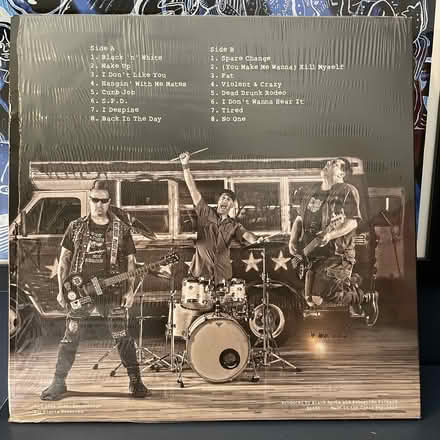 Side A
1. Black 'n' White
2. Wake Up
3. I Don't Like You
4. Hangin' With Me Mates
5. Curb Job
6. S.P.D.
7. I Despise
8. Back In The Day
Side B
1. Spare Change
2. (You Make Me Wanna) Kill Myself
3. Fat
4. Violent & Crazy
5. Dead Drunk Rodeo
6. I Don't Wanna Hear It
7. Tired
8. No One